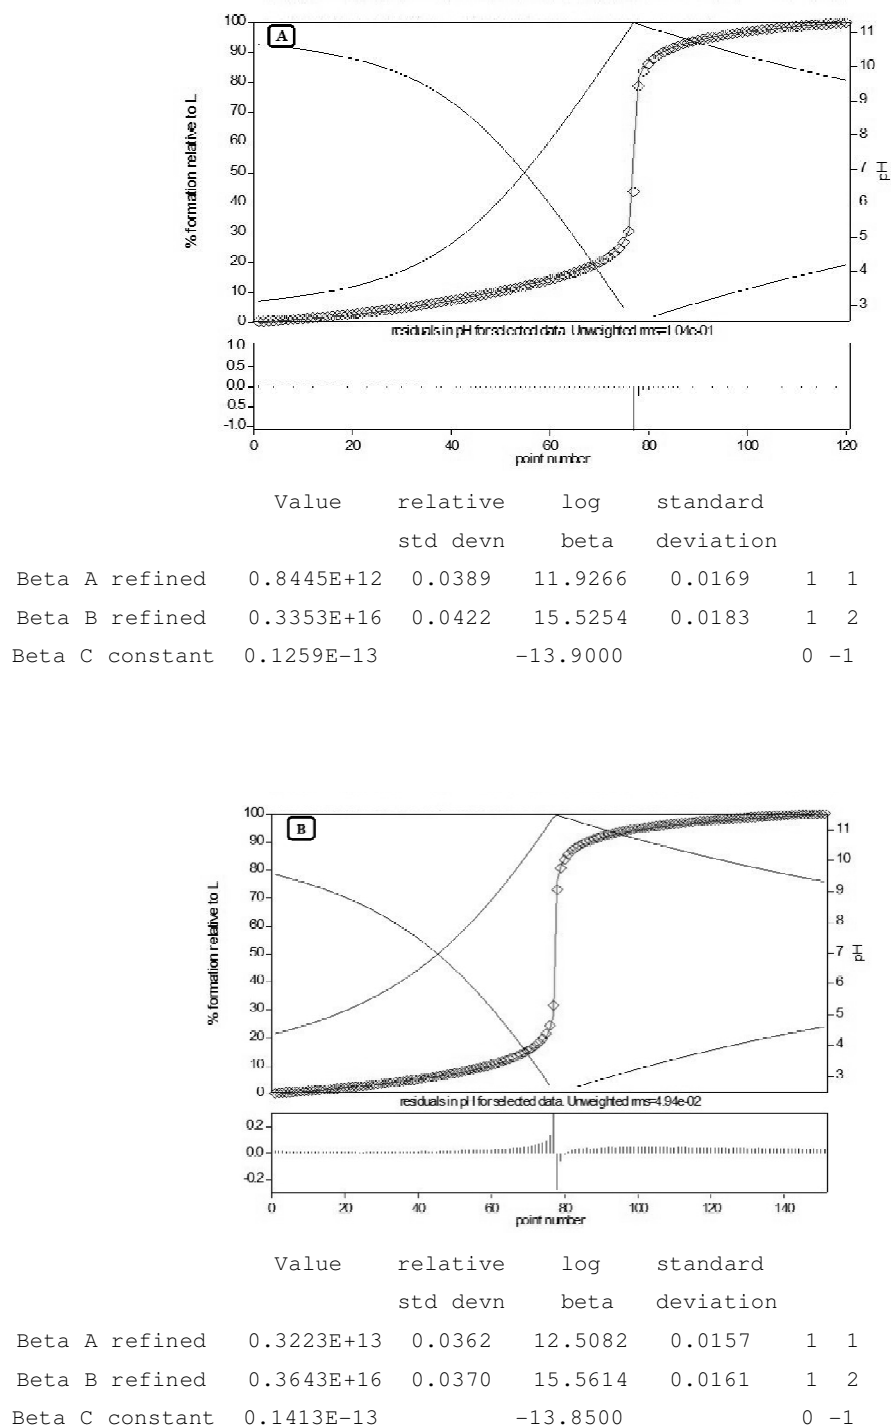 A
% formation relative to L
100
90
80
70
60
50
40
30
20
10
0
11
10
9
8
7
6
5
4
3
pH
residuals in pH for selected data. Unweighted rms=1.04e-01
1.0
0.5
0.0
0.5
-1.0
0 20 40 60 80 100 120
point number
Value relative log standard
std devn beta deviation
Beta A refined 0.8445E+12 0.0389 11.9266 0.0169 1 1
Beta B refined 0.3353E+16 0.0422 15.5254 0.0183 1 2
Beta C constant 0.1259E-13 -13.9000 0 -1
B
% formation relative to L
100
90
80
70
60
50
40
30
20
10
0
11
10
9
8
7
6
5
4
3
pH
residuals in pH for selected data. Unweighted rms=4.94e-02
0.2
0.0
-0.2
0 20 40 60 80 100 120 140
point number
Value relative log standard
std devn beta deviation
Beta A refined 0.3223E+13 0.0362 12.5082 0.0157 1 1
Beta B refined 0.3643E+16 0.0370 15.5614 0.0161 1 2
Beta C constant 0.1413E-13 -13.8500 0 -1